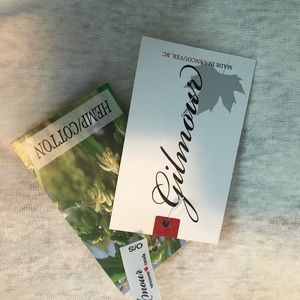 MADE IN VANCOUVER, BC
Gilmour
HEMP/COTTON
O/S